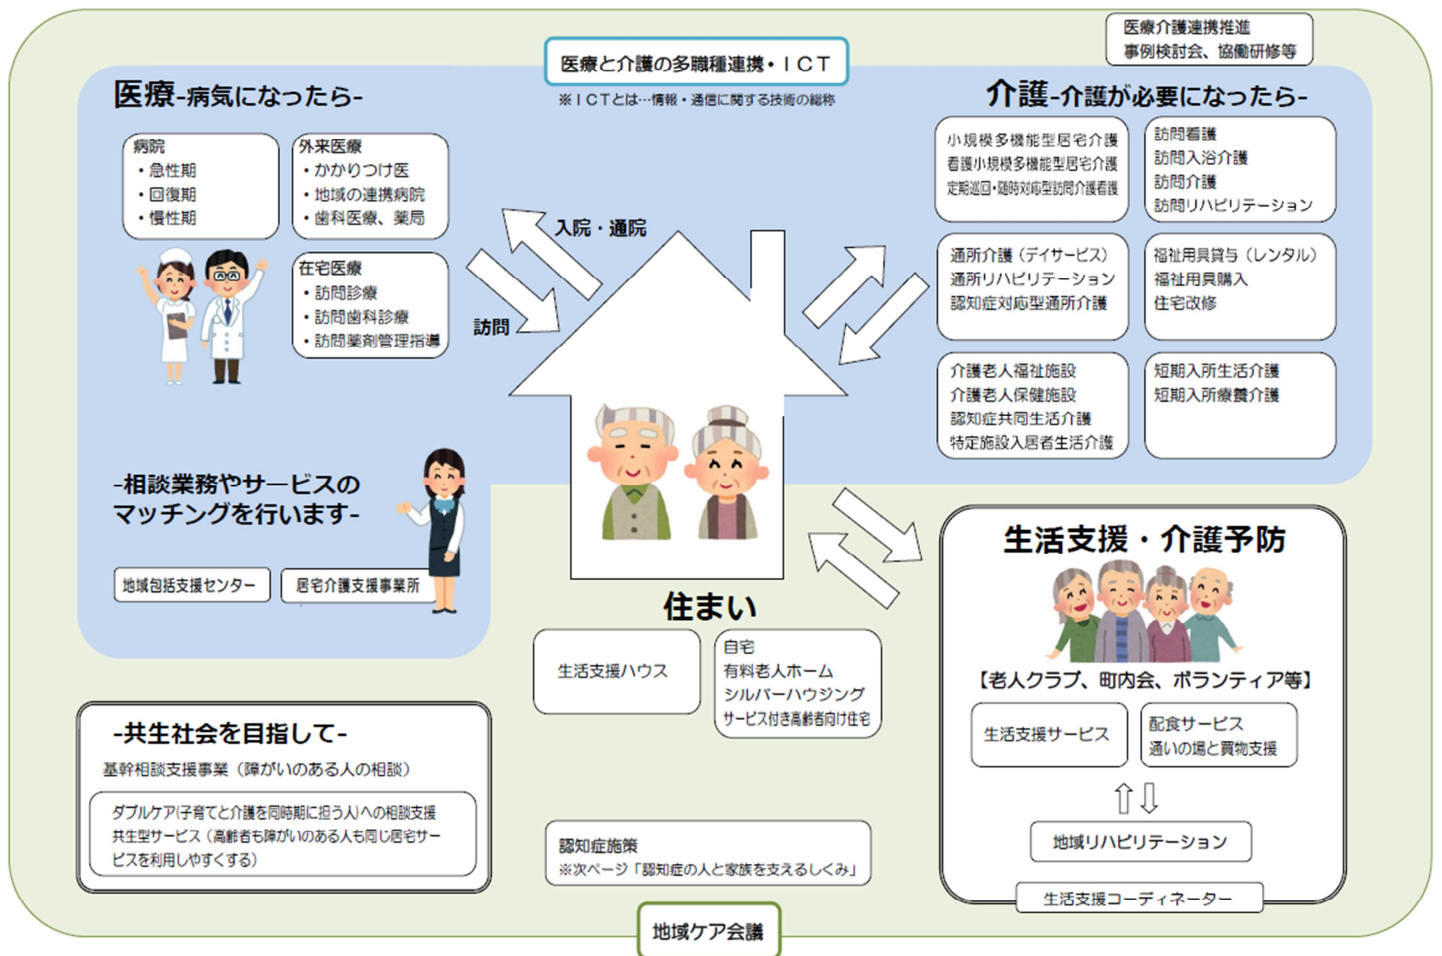 医療介護連携推進
事例検討会、協働研修等
医療と介護の多職種連携・ＩＣＴ
※ＩＣＴとは…情報・通信に関する技術の総称
医療-病気になったら-
病院
・急性期
・回復期
・慢性期
外来医療
・かかりつけ医
・地域の連携病院
・歯科医療、薬局
在宅医療
・訪問診療
・訪問歯科診療
・訪問薬剤管理指導
入院・通院
訪問
介護-介護が必要になったら-
小規模多機能型居宅介護
看護小規模多機能型居宅介護
定期巡回・随時対応型訪問介護看護
訪問看護
訪問入浴介護
訪問介護
訪問リハビリテーション
通所介護（デイサービス）
通所リハビリテーション
認知症対応型通所介護
福祉用具貸与（レンタル）
福祉用具購入
住宅改修
介護老人福祉施設
介護老人保健施設
認知症共同生活介護
特定施設入居者生活介護
短期入所生活介護
短期入所療養介護
-相談業務やサービスの
マッチングを行います-
地域包括支援センター
居宅介護支援事業所
住まい
生活支援ハウス
自宅
有料老人ホーム
シルバーハウジング
サービス付き高齢者向け住宅
生活支援・介護予防
【老人クラブ、町内会、ボランティア等】
生活支援サービス
配食サービス
通いの場と買物支援
地域リハビリテーション
生活支援コーディネーター
-共生社会を目指して-
基幹相談支援事業（障がいのある人の相談）
ダブルケア(子育てと介護を同時期に担う人)への相談支援
共生型サービス（高齢者も障がいのある人も同じ居宅サー
ビスを利用しやすくする）
認知症施策
※次ページ「認知症の人と家族を支えるしくみ」
地域ケア会議